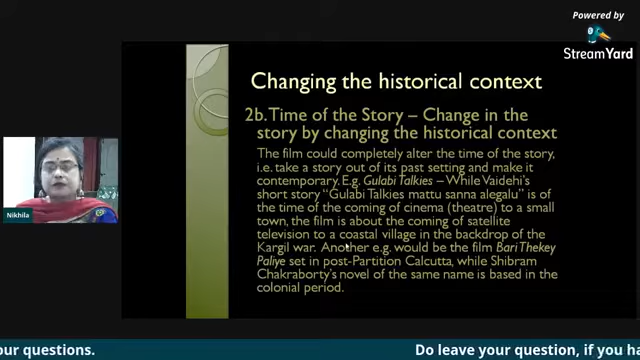 Powered by
StreamYard
Changing the historical context
2b. Time of the Story – Change in the
story by changing the historical context
The film could completely alter the time of the story,
i.e. take a story out of its past setting and make it
contemporary. E.g. Gulabi Talkies – While Vaidehi's
short story "Gulabi Talkies mattu sanna alegalu" is of
the time of the coming of cinema (theatre) to a small
town, the film is about the coming of satellite
television to a coastal village in the backdrop of the
Kargil war. Another e.g. would be the film Bari Thekey
Paliye set in post-Partition Calcutta, while Shibram
Chakraborty's novel of the same name is based in the
colonial period.
Nikhila
our questions.
Do leave your question, if you ha